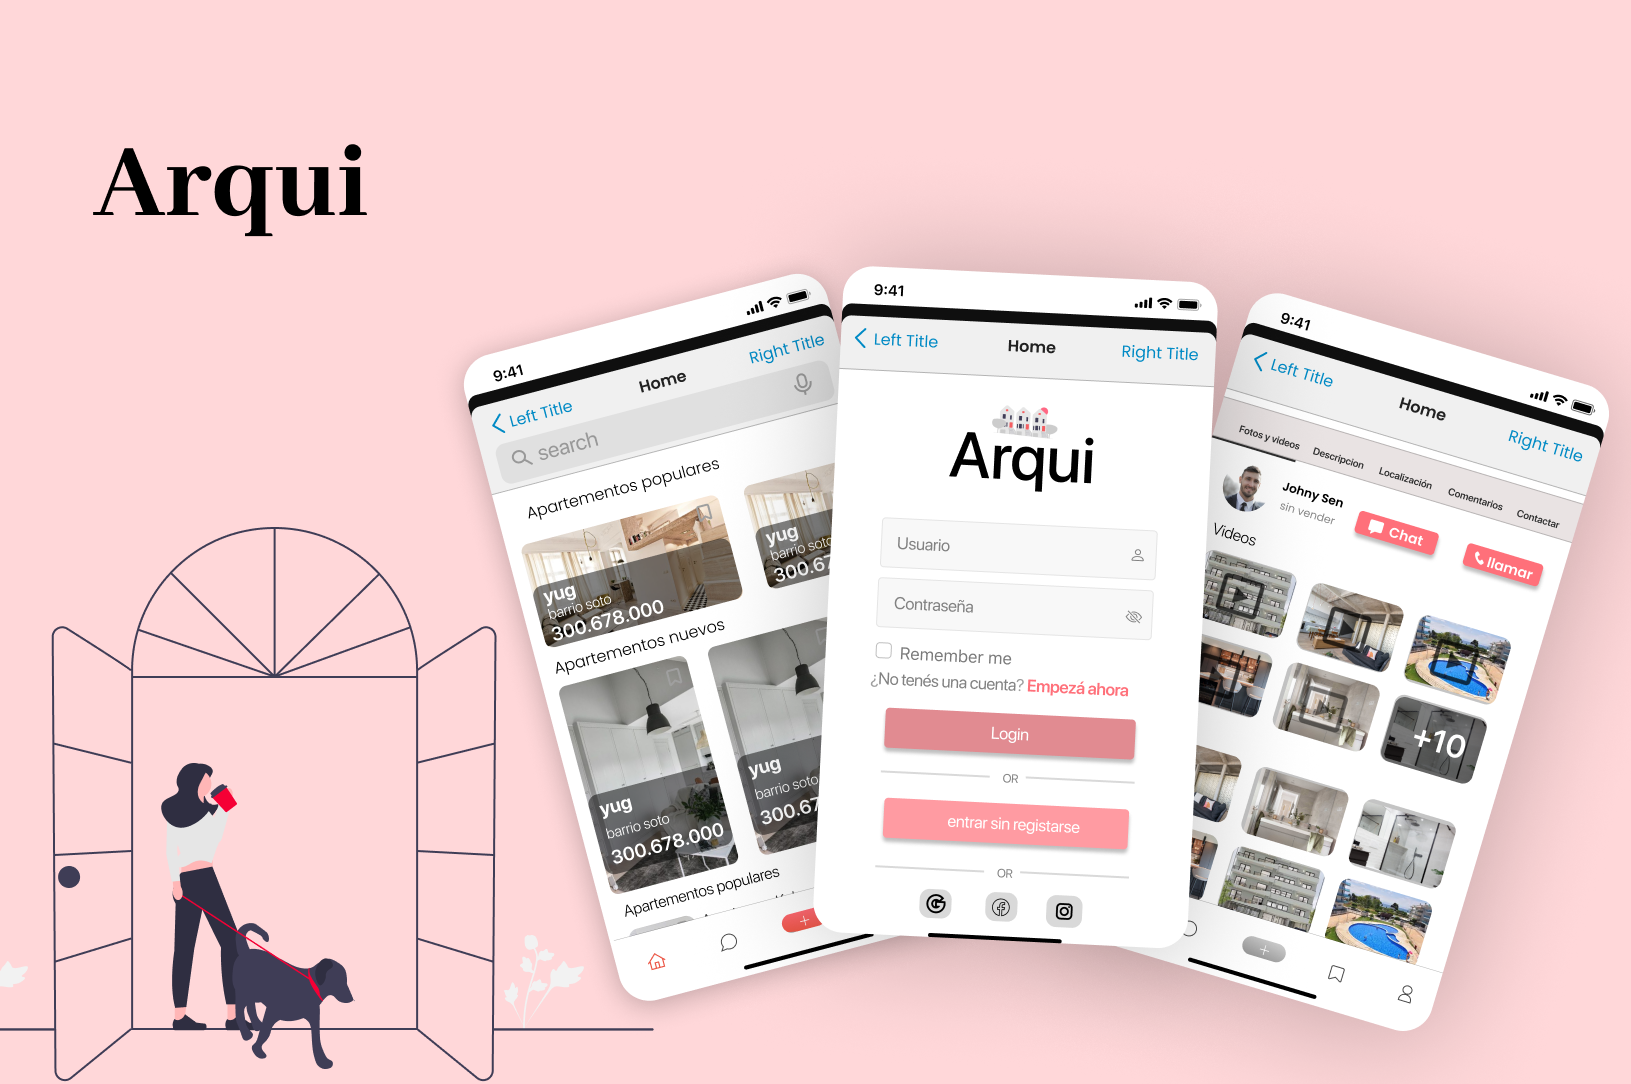 Arqui
9:41
Left Title
Home
Right Title
search
Apartementos populares
yug
barrio soto
300.678.000
yug
barrio soto
300.67
Apartementos nuevos
yug
barrio soto
300.678.000
yug
barrio soto
300.678
Apartementos populares
9:41
Left Title
Home
Right Title
Arqui
Usuario
Contraseña
Remember me
¿No tenés una cuenta? Empezá ahora
Login
OR
entrar sin registarse
OR
9:41
Left Title
Home
Right Title
Fotos y videos
Descripcion
Localización
Comentarios
Contactar
Johny Sen
sin vender
Chat
llamar
Videos
+10